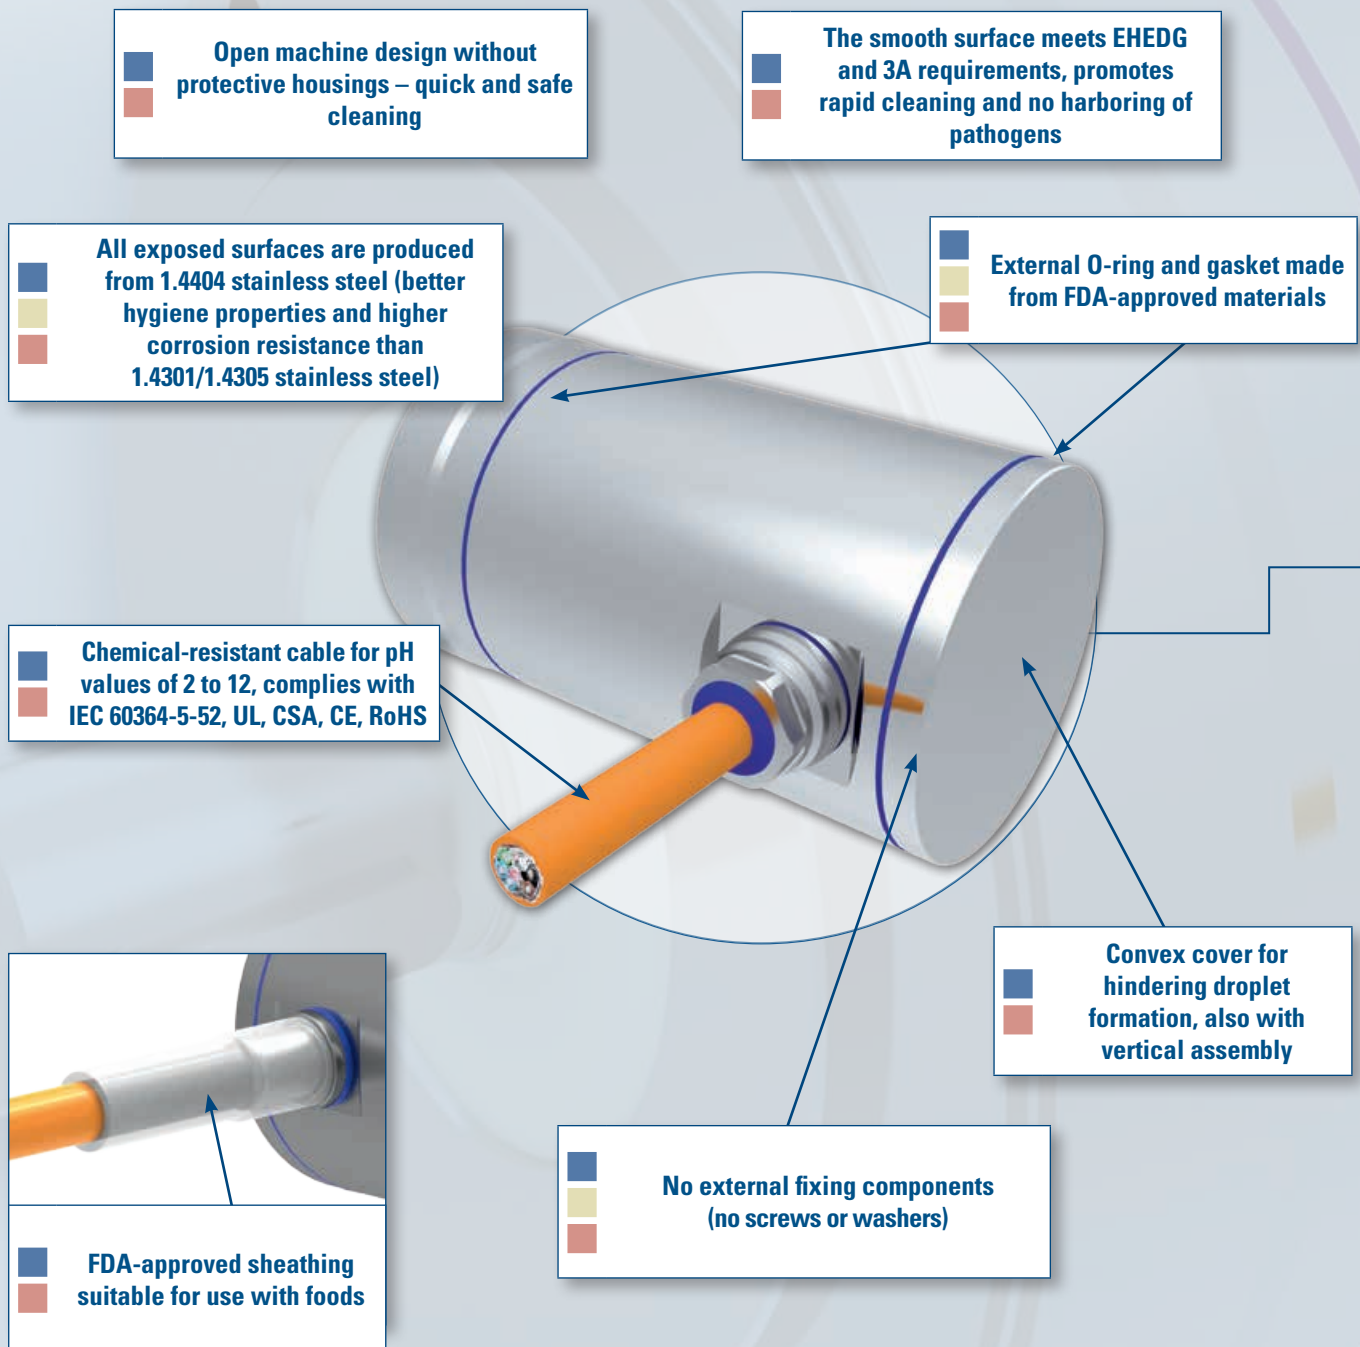 Open machine design without
protective housings – quick and safe
cleaning
The smooth surface meets EHEDG
and 3A requirements, promotes
rapid cleaning and no harboring of
pathogens
All exposed surfaces are produced
from 1.4404 stainless steel (better
hygiene properties and higher
corrosion resistance than
1.4301/1.4305 stainless steel)
External O-ring and gasket made
from FDA-approved materials
Chemical-resistant cable for pH
values of 2 to 12, complies with
IEC 60364-5-52, UL, CSA, CE, RoHS
Convex cover for
hindering droplet
formation, also with
vertical assembly
No external fixing components
(no screws or washers)
FDA-approved sheathing
suitable for use with foods